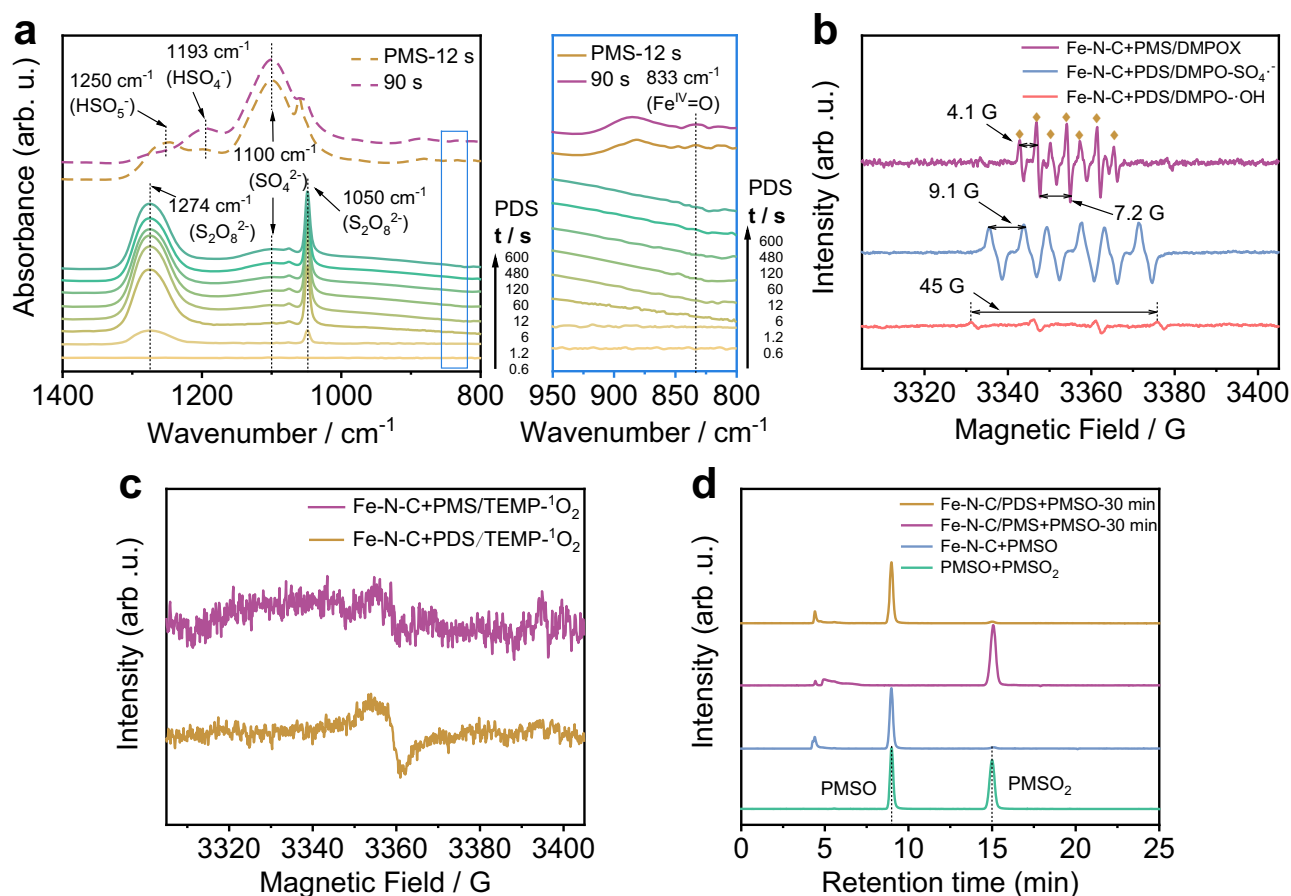 a
Absorbance (arb. u.)
1250 cm⁻¹
(HSO₅⁻)
1193 cm⁻¹
(HSO₄⁻)
PMS-12 s
90 s
1100 cm⁻¹
(SO₄²⁻)
1274 cm⁻¹
(S₂O₈²⁻)
1050 cm⁻¹
(S₂O₈²⁻)
PDS
t / s
600
480
120
60
12
6
1.2
0.6
1400 1200 1000 800
Wavenumber / cm⁻¹
PMS-12 s
90 s
833 cm⁻¹
(Feᴵⱽ=O)
PDS
t / s
600
480
120
60
12
6
1.2
0.6
950 900 850 800
Wavenumber / cm⁻¹
b
Intensity (arb .u.)
Fe-N-C+PMS/DMPOX
Fe-N-C+PDS/DMPO-SO₄·⁻
Fe-N-C+PDS/DMPO-·OH
4.1 G
9.1 G
7.2 G
45 G
3320 3340 3360 3380 3400
Magnetic Field / G
c
Intensity (arb .u.)
Fe-N-C+PMS/TEMP-¹O₂
Fe-N-C+PDS/TEMP-¹O₂
3320 3340 3360 3380 3400
Magnetic Field / G
d
Intensity (arb .u.)
Fe-N-C/PDS+PMSO-30 min
Fe-N-C/PMS+PMSO-30 min
Fe-N-C+PMSO
PMSO+PMSO₂
PMSO
PMSO₂
0 5 10 15 20 25
Retention time (min)